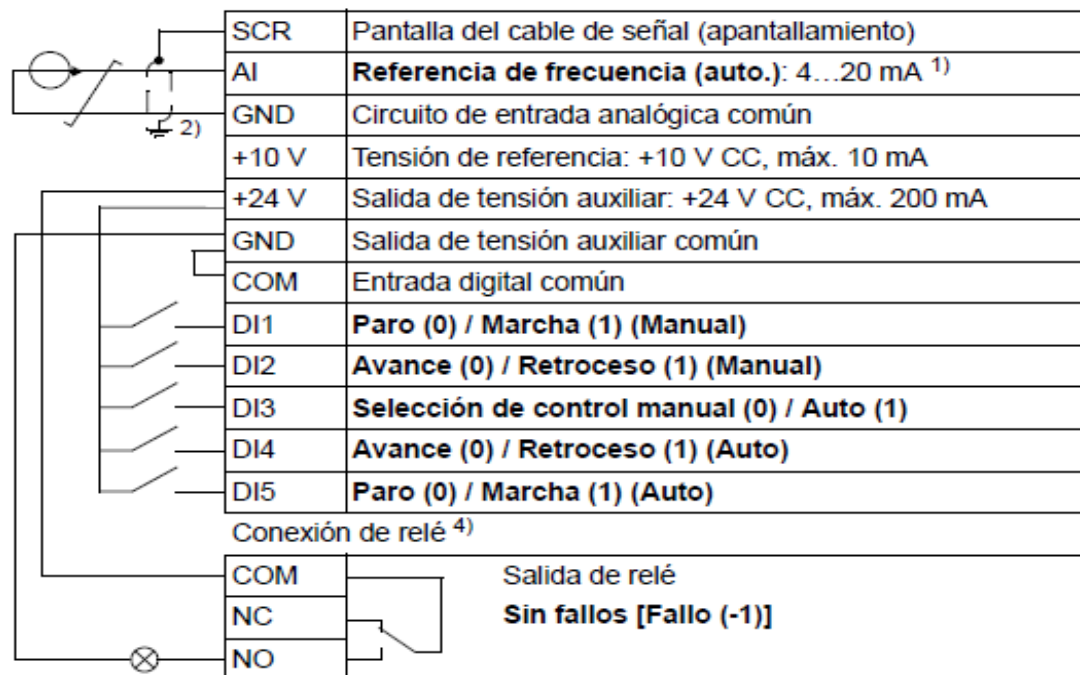 SCR Pantalla del cable de señal (apantallamiento)
AI Referencia de frecuencia (auto.): 4…20 mA 1)
GND Circuito de entrada analógica común
2)
+10 V Tensión de referencia: +10 V CC, máx. 10 mA
+24 V Salida de tensión auxiliar: +24 V CC, máx. 200 mA
GND Salida de tensión auxiliar común
COM Entrada digital común
DI1 Paro (0) / Marcha (1) (Manual)
DI2 Avance (0) / Retroceso (1) (Manual)
DI3 Selección de control manual (0) / Auto (1)
DI4 Avance (0) / Retroceso (1) (Auto)
DI5 Paro (0) / Marcha (1) (Auto)
Conexión de relé 4)
COM Salida de relé
NC Sin fallos [Fallo (-1)]
NO